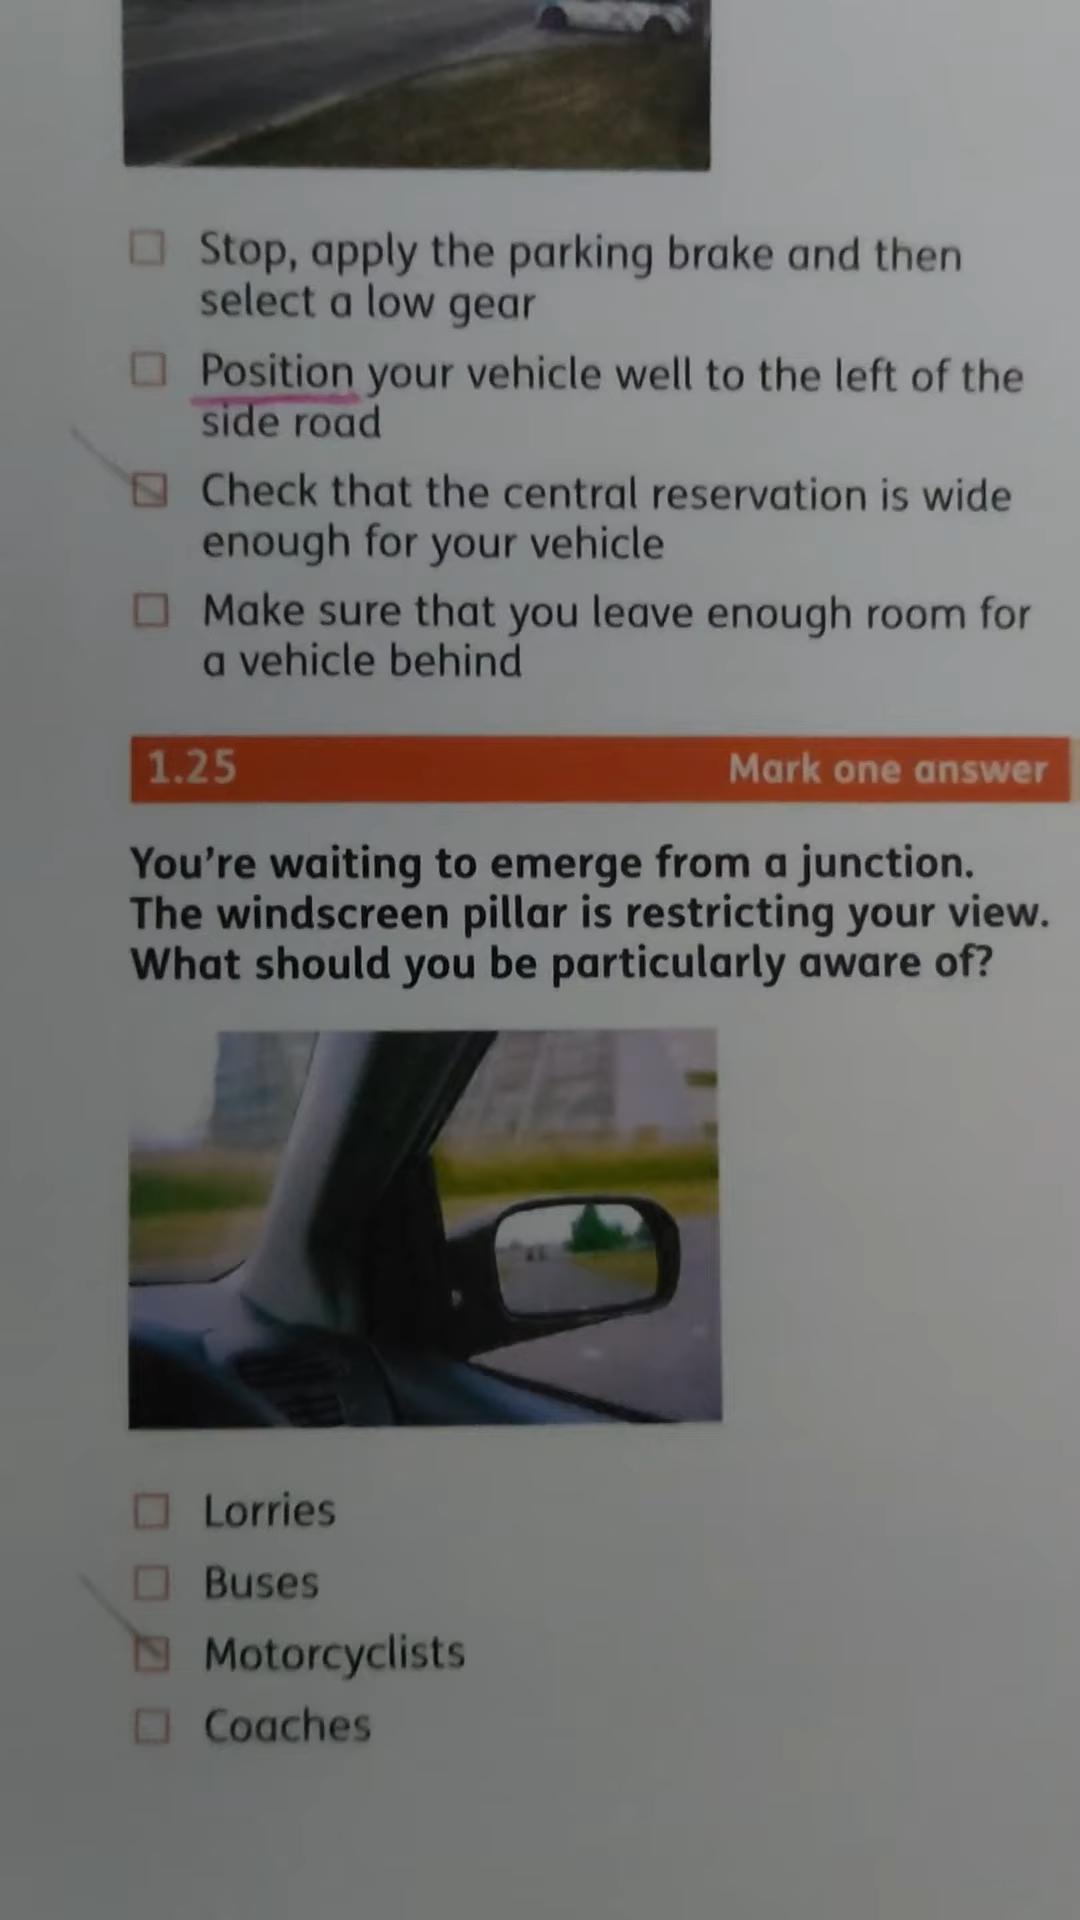 Stop, apply the parking brake and then
select a low gear
Position your vehicle well to the left of the
side road
Check that the central reservation is wide
enough for your vehicle
Make sure that you leave enough room for
a vehicle behind
1.25 Mark one answer
You're waiting to emerge from a junction.
The windscreen pillar is restricting your view.
What should you be particularly aware of?
Lorries
Buses
Motorcyclists
Coaches